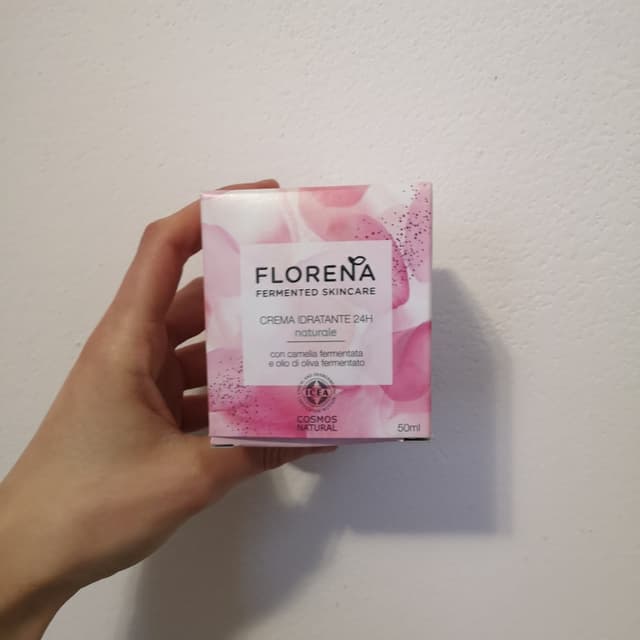 FLORENA
FERMENTED SKINCARE
CREMA IDRATANTE 24H
naturale
con camelia fermentata
e olio di oliva fermentato
ICEA
COSMOS
NATURAL
50ml